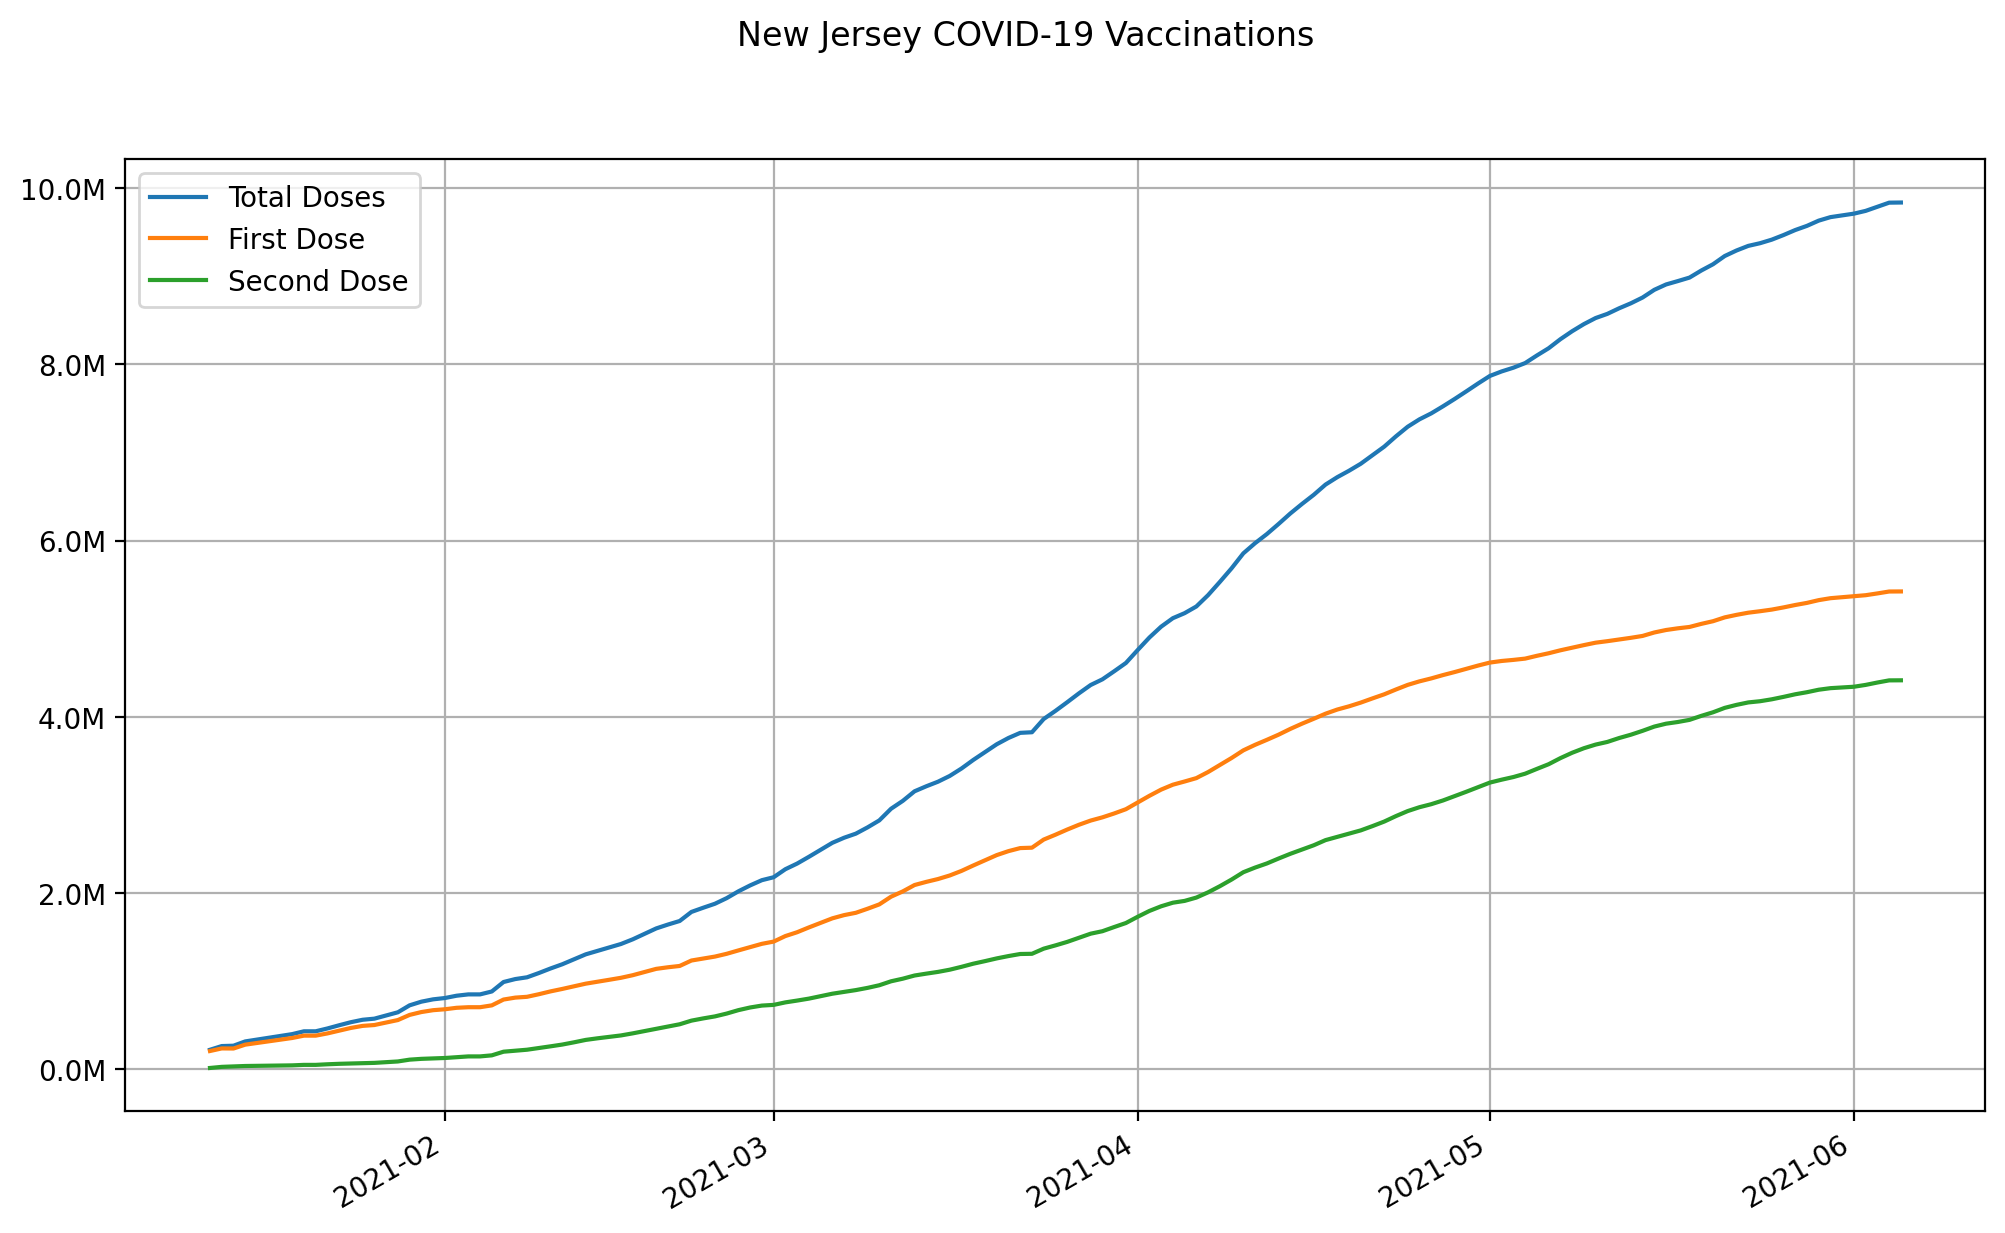 New Jersey COVID-19 Vaccinations
10.0M
8.0M
6.0M
4.0M
2.0M
0.0M
Total Doses
First Dose
Second Dose
2021-02
2021-03
2021-04
2021-05
2021-06